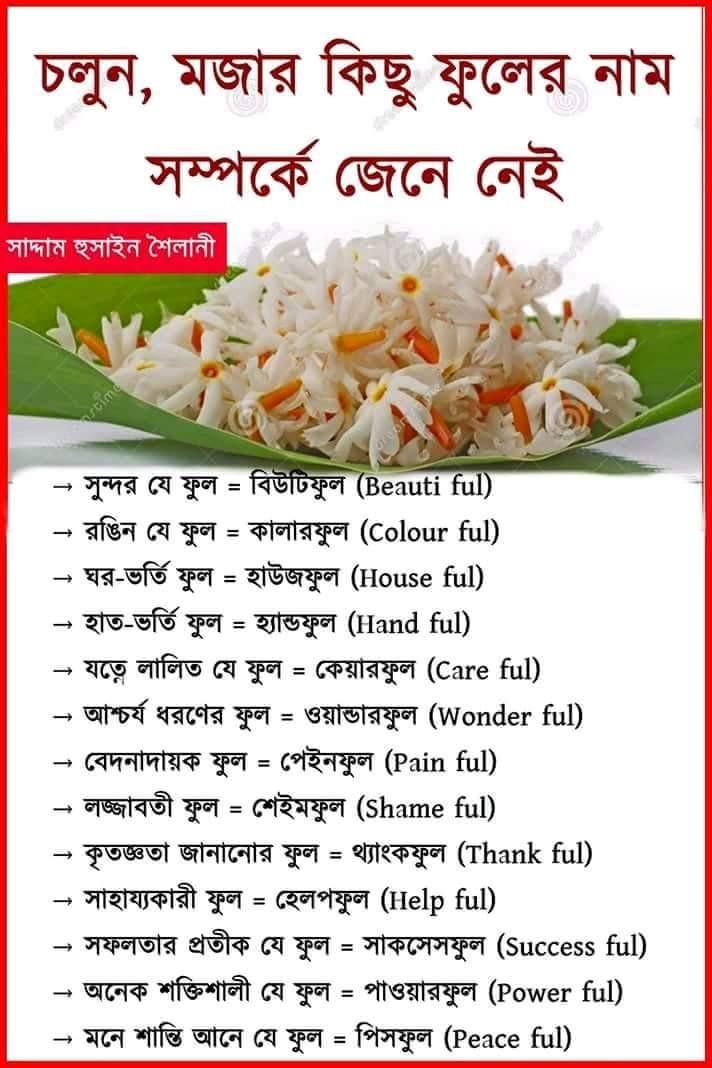 চলুন, মজার কিছু ফুলের নাম
সম্পর্কে জেনে নেই
সাদ্দাম হুসাইন শৈলানী
→ সুন্দর যে ফুল = বিউটিফুল (Beauti ful)
→ রঙিন যে ফুল = কালারফুল (Colour ful)
→ ঘর-ভর্তি ফুল = হাউজফুল (House ful)
→ হাত-ভর্তি ফুল = হ্যান্ডফুল (Hand ful)
→ যত্নে লালিত যে ফুল = কেয়ারফুল (Care ful)
→ আশ্চর্য ধরণের ফুল = ওয়ান্ডারফুল (Wonder ful)
→ বেদনাদায়ক ফুল = পেইনফুল (Pain ful)
→ লজ্জাবতী ফুল = শেইমফুল (Shame ful)
→ কৃতজ্ঞতা জানানোর ফুল = থ্যাংকফুল (Thank ful)
→ সাহায্যকারী ফুল = হেলপফুল (Help ful)
→ সফলতার প্রতীক যে ফুল = সাকসেসফুল (Success ful)
→ অনেক শক্তিশালী যে ফুল = পাওয়ারফুল (Power ful)
→ মনে শান্তি আনে যে ফুল = পিসফুল (Peace ful)